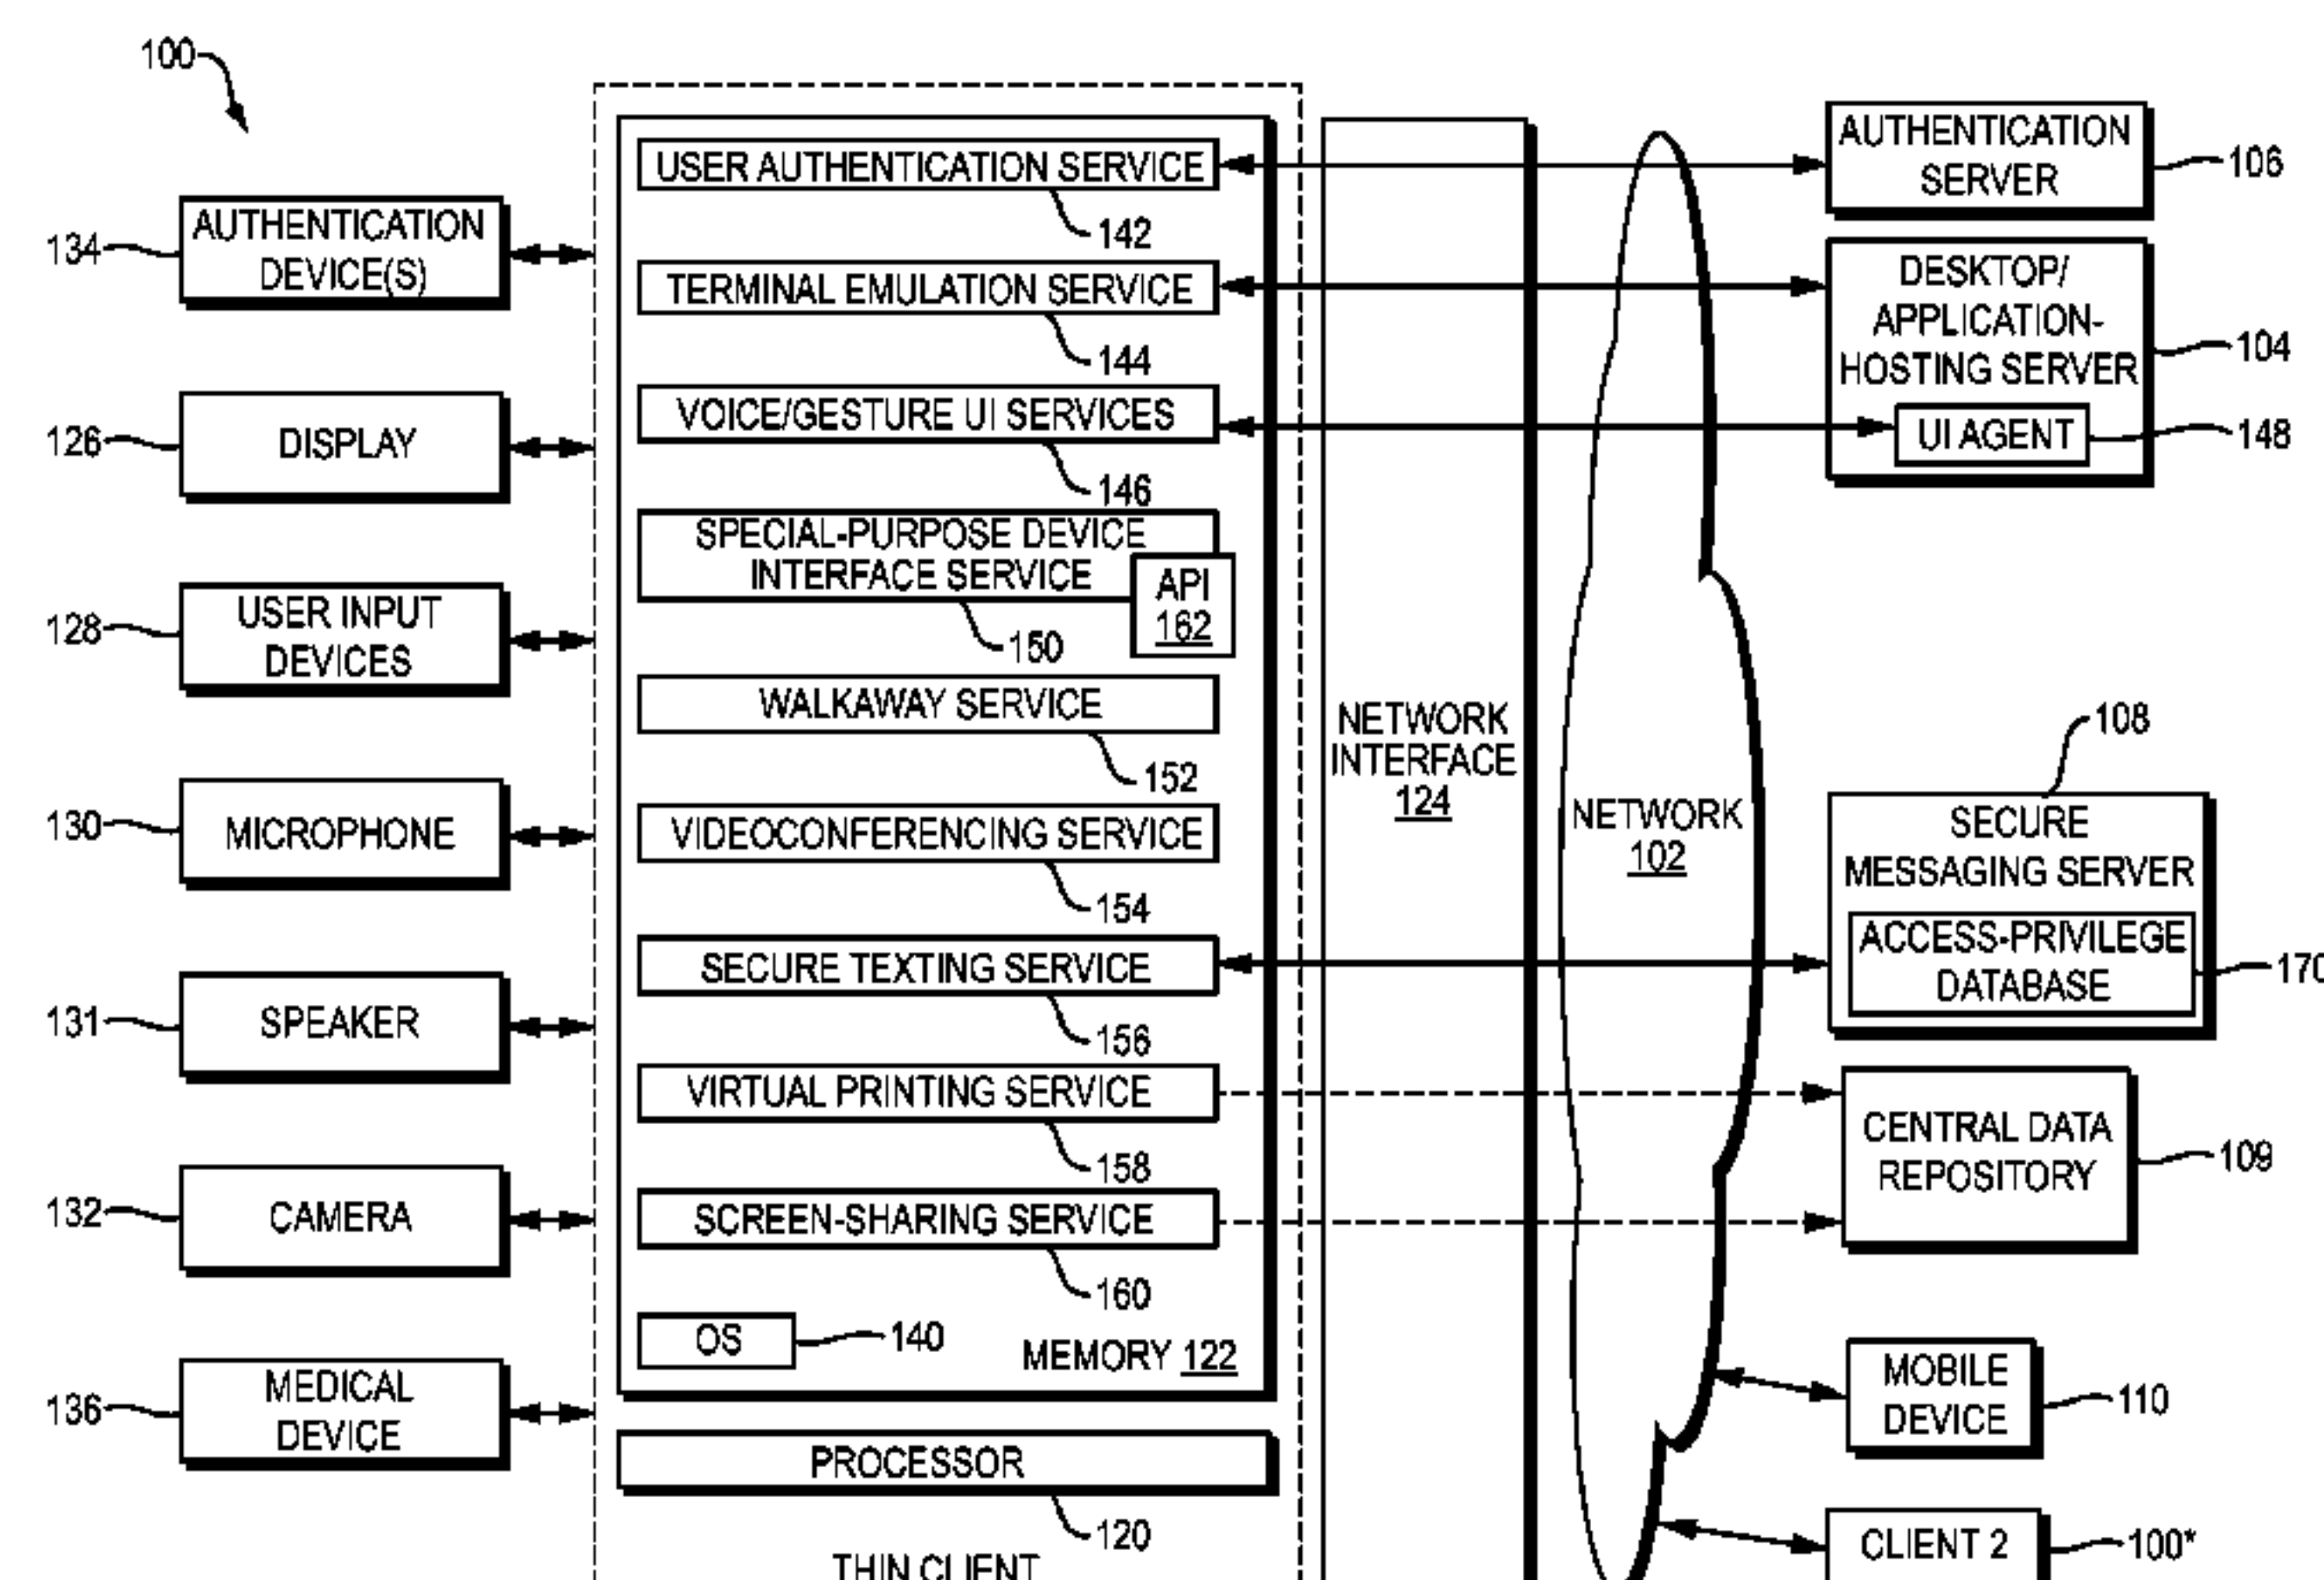 100
134
AUTHENTICATION
DEVICE(S)
126
DISPLAY
128
USER INPUT
DEVICES
130
MICROPHONE
131
SPEAKER
132
CAMERA
136
MEDICAL
DEVICE
USER AUTHENTICATION SERVICE
142
TERMINAL EMULATION SERVICE
144
VOICE/GESTURE UI SERVICES
146
SPECIAL-PURPOSE DEVICE
INTERFACE SERVICE
API
162
150
WALKAWAY SERVICE
152
VIDEOCONFERENCING SERVICE
154
SECURE TEXTING SERVICE
156
VIRTUAL PRINTING SERVICE
158
SCREEN-SHARING SERVICE
160
OS
140
MEMORY 122
PROCESSOR
120
THIN CLIENT
NETWORK
INTERFACE
124
NETWORK
102
AUTHENTICATION
SERVER
106
DESKTOP/
APPLICATION-
HOSTING SERVER
104
UI AGENT
148
108
SECURE
MESSAGING SERVER
ACCESS-PRIVILEGE
DATABASE
170
CENTRAL DATA
REPOSITORY
109
MOBILE
DEVICE
110
CLIENT 2
100*